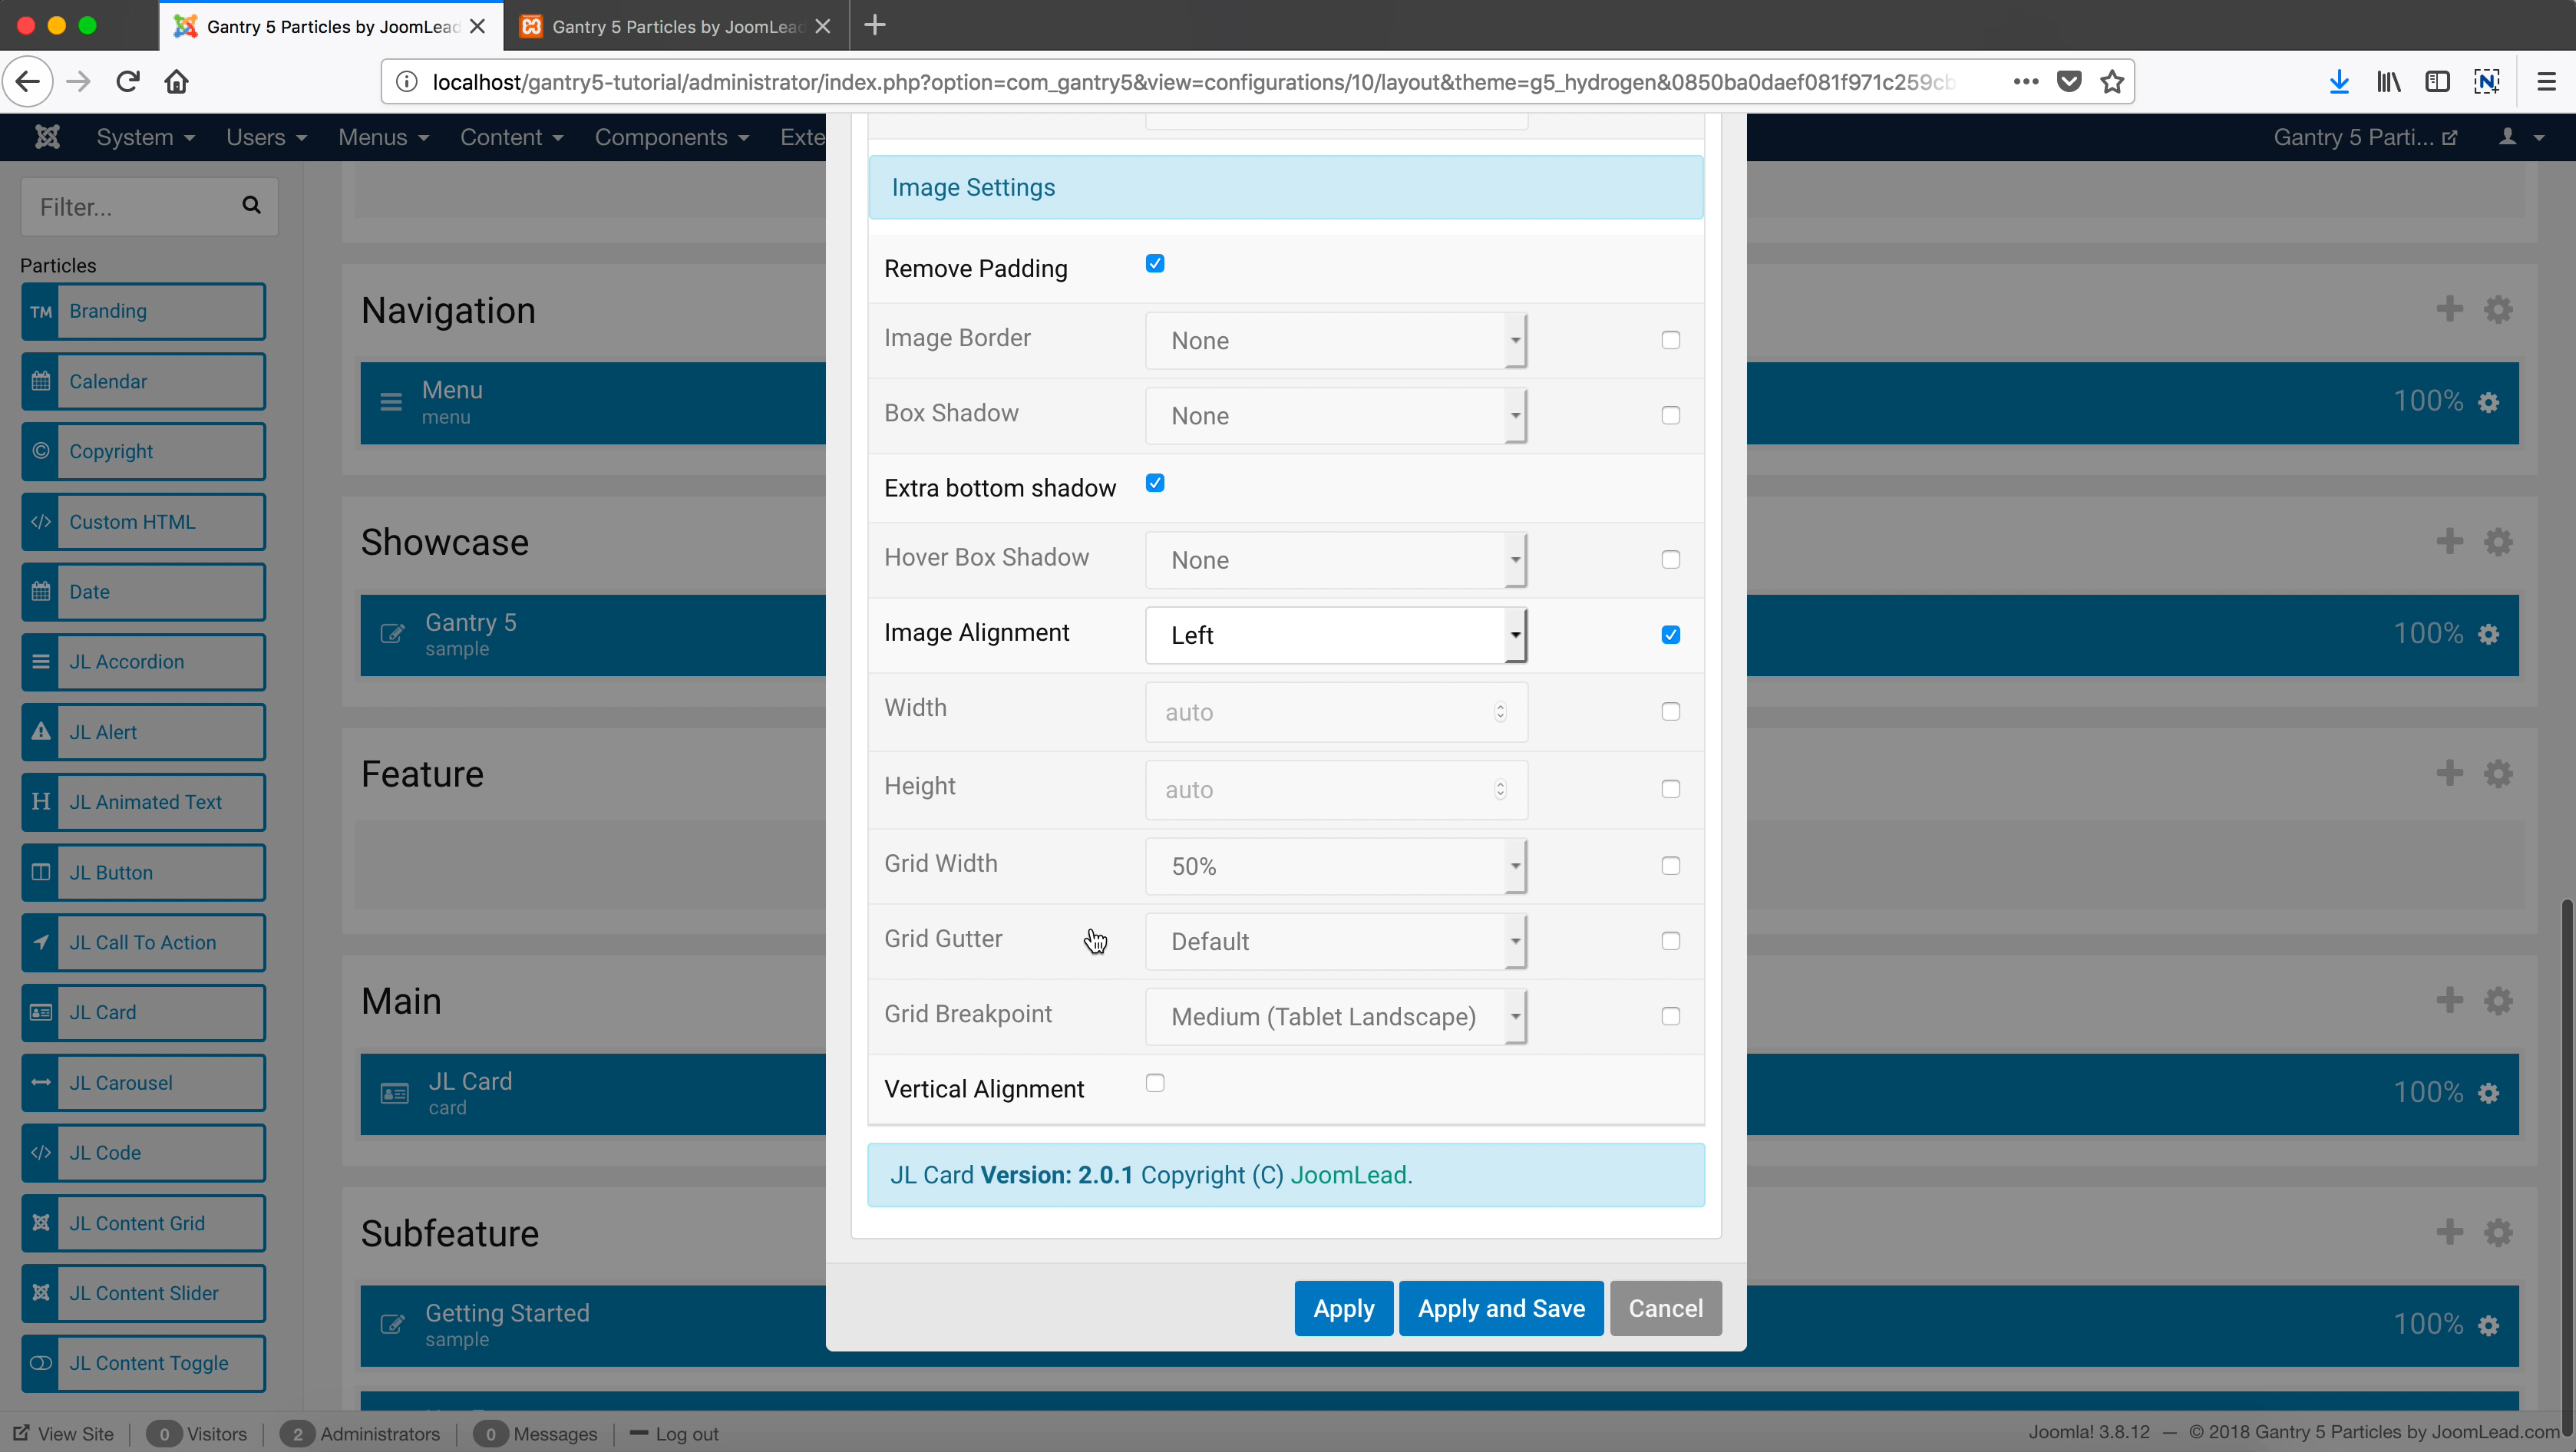 Gantry 5 Particles by JoomLead
Gantry 5 Particles by JoomLead
localhost/gantry5-tutorial/administrator/index.php?option=com_gantry5&view=configurations/10/layout&theme=g5_hydrogen&0850ba0daef081f971c259cb
System Users Menus Content Components Exte
Gantry 5 Parti...
Filter...
Particles
TM Branding
Calendar
Copyright
Custom HTML
Date
JL Accordion
JL Alert
H JL Animated Text
JL Button
JL Call To Action
JL Card
JL Carousel
JL Code
JL Content Grid
JL Content Slider
JL Content Toggle
Navigation
Menu
menu
100%
Showcase
Gantry 5
sample
100%
Feature
Main
JL Card
card
100%
Subfeature
Getting Started
sample
100%
Image Settings
Remove Padding
Image Border None
Box Shadow None
Extra bottom shadow
Hover Box Shadow None
Image Alignment Left
Width auto
Height auto
Grid Width 50%
Grid Gutter Default
Grid Breakpoint Medium (Tablet Landscape)
Vertical Alignment
JL Card Version: 2.0.1 Copyright (C) JoomLead.
Apply Apply and Save Cancel
View Site 0 Visitors 2 Administrators 0 Messages Log out
Joomla! 3.8.12 — © 2018 Gantry 5 Particles by JoomLead.com